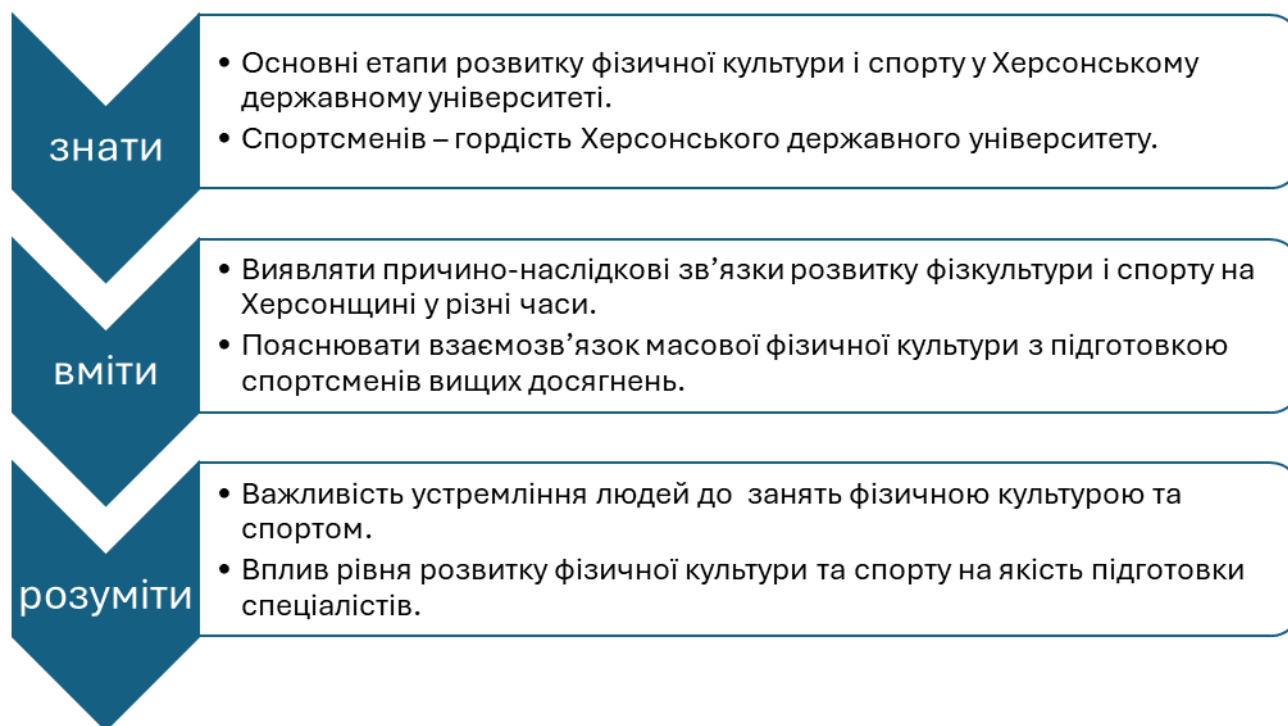 знати
• Основні етапи розвитку фізичної культури і спорту у Херсонському
державному університеті.
• Спортсменів – гордість Херсонського державного університету.
вміти
• Виявляти причино-наслідкові зв’язки розвитку фізкультури і спорту на
Херсонщині у різні часи.
• Пояснювати взаємозв’язок масової фізичної культури з підготовкою
спортсменів вищих досягнень.
розуміти
• Важливість устремління людей до  занять фізичною культурою та
спортом.
• Вплив рівня розвитку фізичної культури та спорту на якість підготовки
спеціалістів.